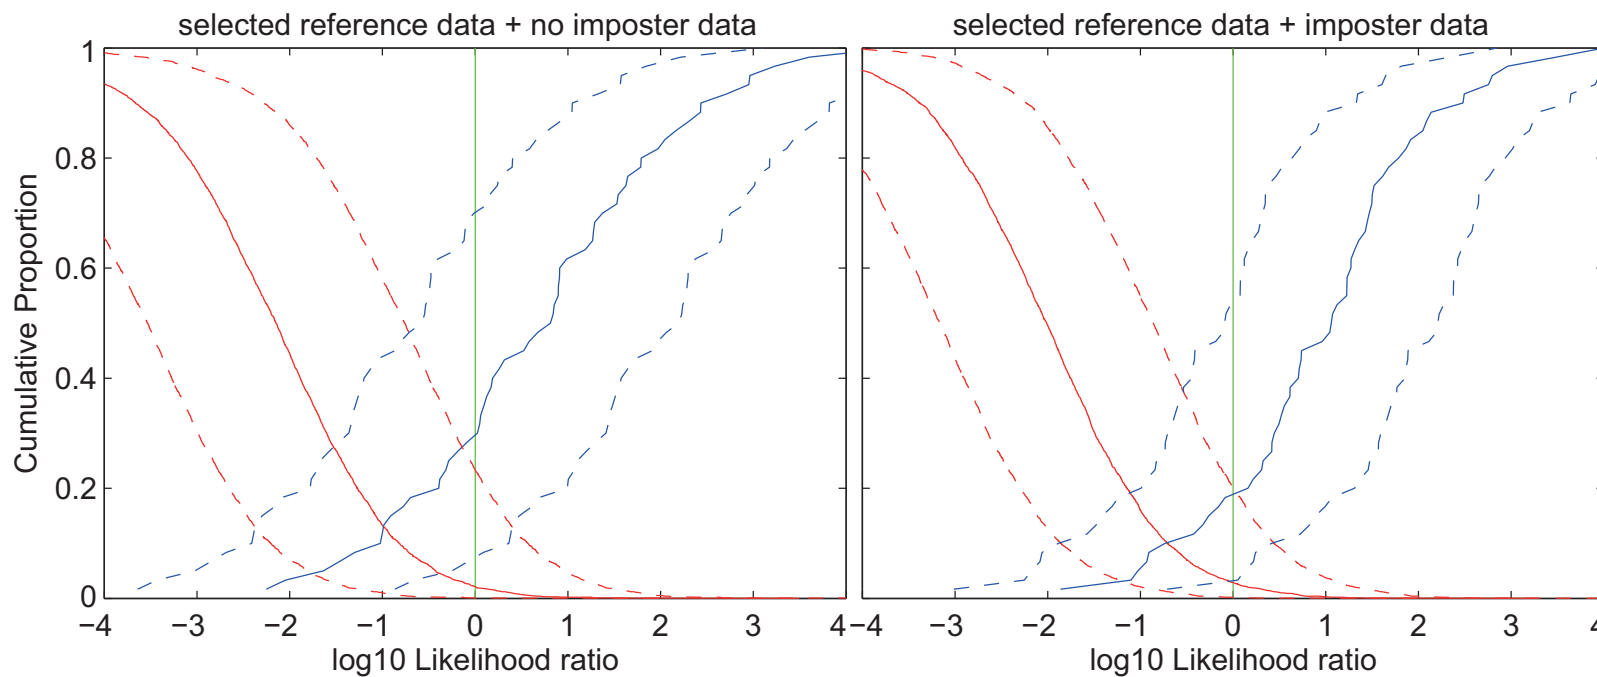 selected reference data + no imposter data
selected reference data + imposter data
Cumulative Proportion
1
0.8
0.6
0.4
0.2
0
−4 −3 −2 −1 0 1 2 3 4
−4 −3 −2 −1 0 1 2 3 4
log10 Likelihood ratio
log10 Likelihood ratio